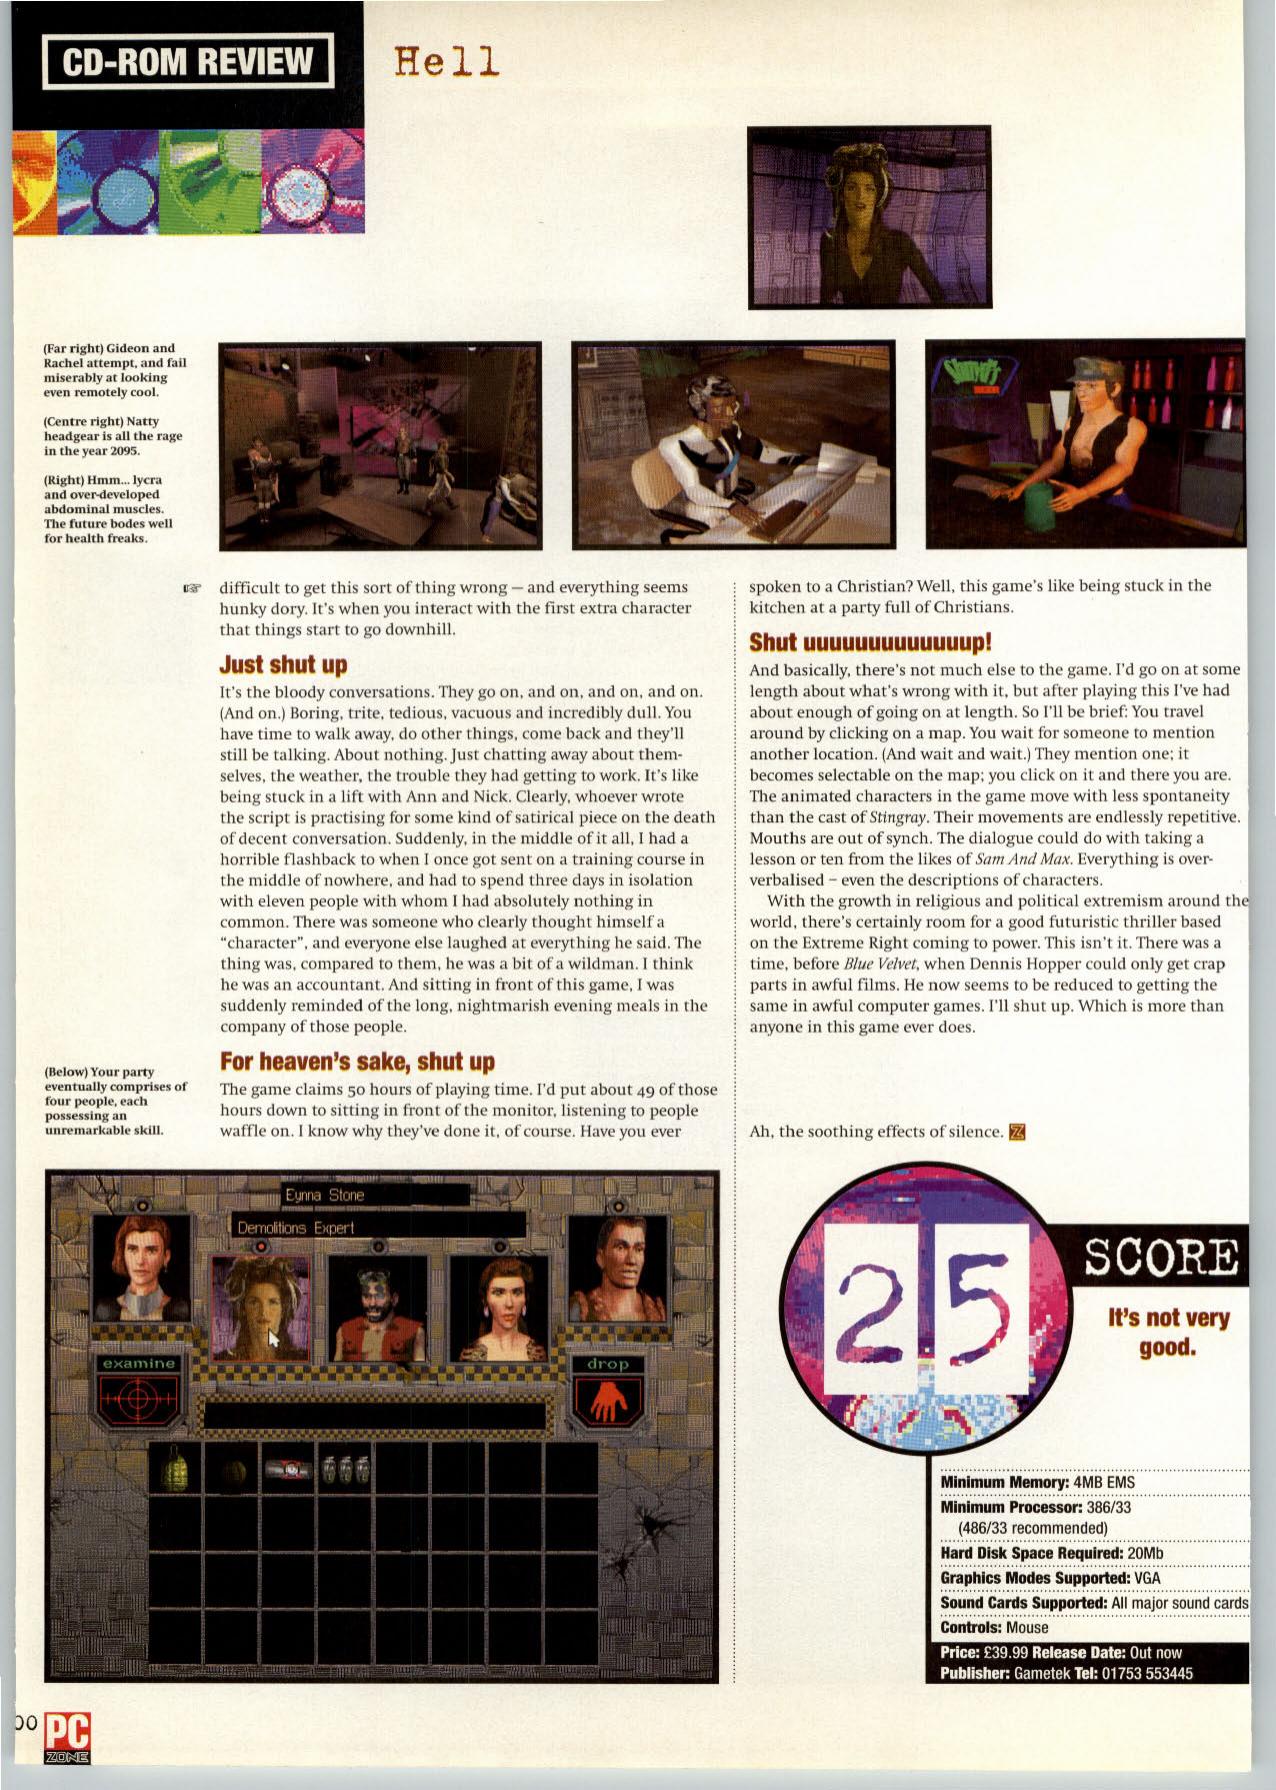 CD-ROM REVIEW
Hell
(Far right) Gideon and
Rachel attempt, and fail
miserably at looking
even remotely cool.
(Centre right) Natty
headgear is all the rage
in the year 2095.
(Right) Hmm... lycra
and over-developed
abdominal muscles.
The future bodes well
for health freaks.
difficult to get this sort of thing wrong – and everything seems
hunky dory. It's when you interact with the first extra character
that things start to go downhill.
Just shut up
It's the bloody conversations. They go on, and on, and on, and on.
(And on.) Boring, trite, tedious, vacuous and incredibly dull. You
have time to walk away, do other things, come back and they'll
still be talking. About nothing. Just chatting away about them-
selves, the weather, the trouble they had getting to work. It's like
being stuck in a lift with Ann and Nick. Clearly, whoever wrote
the script is practising for some kind of satirical piece on the death
of decent conversation. Suddenly, in the middle of it all, I had a
horrible flashback to when I once got sent on a training course in
the middle of nowhere, and had to spend three days in isolation
with eleven people with whom I had absolutely nothing in
common. There was someone who clearly thought himself a
"character", and everyone else laughed at everything he said. The
thing was, compared to them, he was a bit of a wildman. I think
he was an accountant. And sitting in front of this game, I was
suddenly reminded of the long, nightmarish evening meals in the
company of those people.
For heaven's sake, shut up
The game claims 50 hours of playing time. I'd put about 49 of those
hours down to sitting in front of the monitor, listening to people
waffle on. I know why they've done it, of course. Have you ever
(Below) Your party
eventually comprises of
four people, each
possessing an
unremarkable skill.
spoken to a Christian? Well, this game's like being stuck in the
kitchen at a party full of Christians.
Shut uuuuuuuuuuuuup!
And basically, there's not much else to the game. I'd go on at some
length about what's wrong with it, but after playing this I've had
about enough of going on at length. So I'll be brief: You travel
around by clicking on a map. You wait for someone to mention
another location. (And wait and wait.) They mention one; it
becomes selectable on the map; you click on it and there you are.
The animated characters in the game move with less spontaneity
than the cast of Stingray. Their movements are endlessly repetitive.
Mouths are out of synch. The dialogue could do with taking a
lesson or ten from the likes of Sam And Max. Everything is over-
verbalised – even the descriptions of characters.
With the growth in religious and political extremism around the
world, there's certainly room for a good futuristic thriller based
on the Extreme Right coming to power. This isn't it. There was a
time, before Blue Velvet, when Dennis Hopper could only get crap
parts in awful films. He now seems to be reduced to getting the
same in awful computer games. I'll shut up. Which is more than
anyone in this game ever does.
Ah, the soothing effects of silence. Z
Eynna Stone
Demolitions Expert
examine
drop
25
SCORE
It's not very
good.
Minimum Memory: 4MB EMS
Minimum Processor: 386/33
(486/33 recommended)
Hard Disk Space Required: 20Mb
Graphics Modes Supported: VGA
Sound Cards Supported: All major sound cards
Controls: Mouse
Price: £39.99 Release Date: Out now
Publisher: Gametek Tel: 01753 553445
00
PC
ZONE